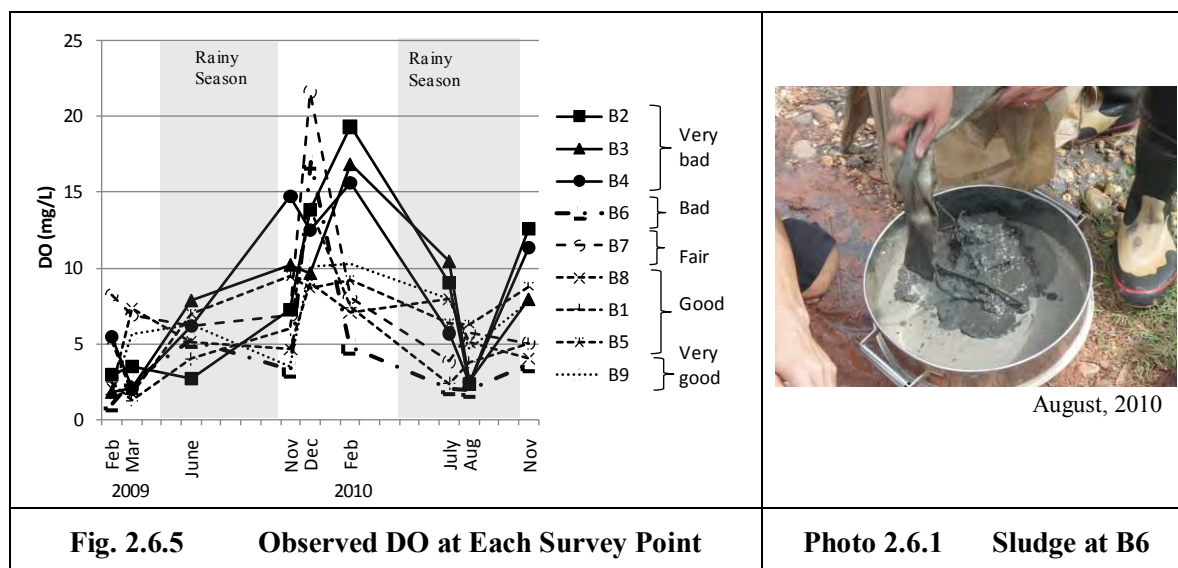 25
20
15
10
5
0
DO (mg/L)
Rainy
Season
Rainy
Season
Feb
Mar
June
Nov
Dec
Feb
July
Aug
Nov
2009
2010
B2
B3
B4
B6
B7
B8
B1
B5
B9
Very
bad
Bad
Fair
Good
Very
good
August, 2010
Fig. 2.6.5 Observed DO at Each Survey Point
Photo 2.6.1 Sludge at B6